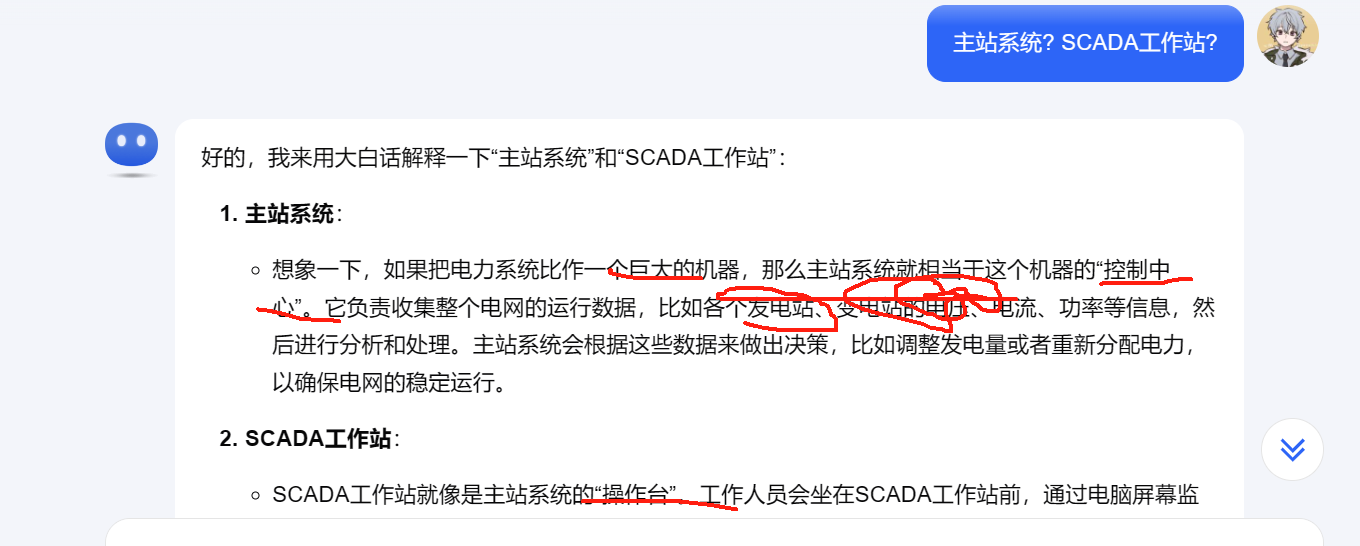 主站系统? SCADA工作站?
好的，我来用大白话解释一下“主站系统”和“SCADA工作站”：
1. 主站系统：
想象一下，如果把电力系统比作一个巨大的机器，那么主站系统就相当于这个机器的“控制中
心”。它负责收集整个电网的运行数据，比如各个发电站、变电站的电压、电流、功率等信息，然
后进行分析和处理。主站系统会根据这些数据来做出决策，比如调整发电量或者重新分配电力，
以确保电网的稳定运行。
2. SCADA工作站：
SCADA工作站就像是主站系统的“操作台”。工作人员会坐在SCADA工作站前，通过电脑屏幕监